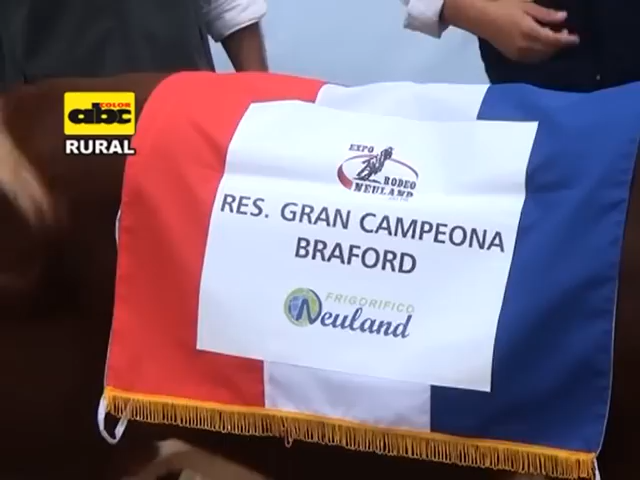 abc
COLOR
RURAL
EXPO
RODEO
NEULAND
RES. GRAN CAMPEONA
BRAFORD
FRIGORIFICO
Neuland